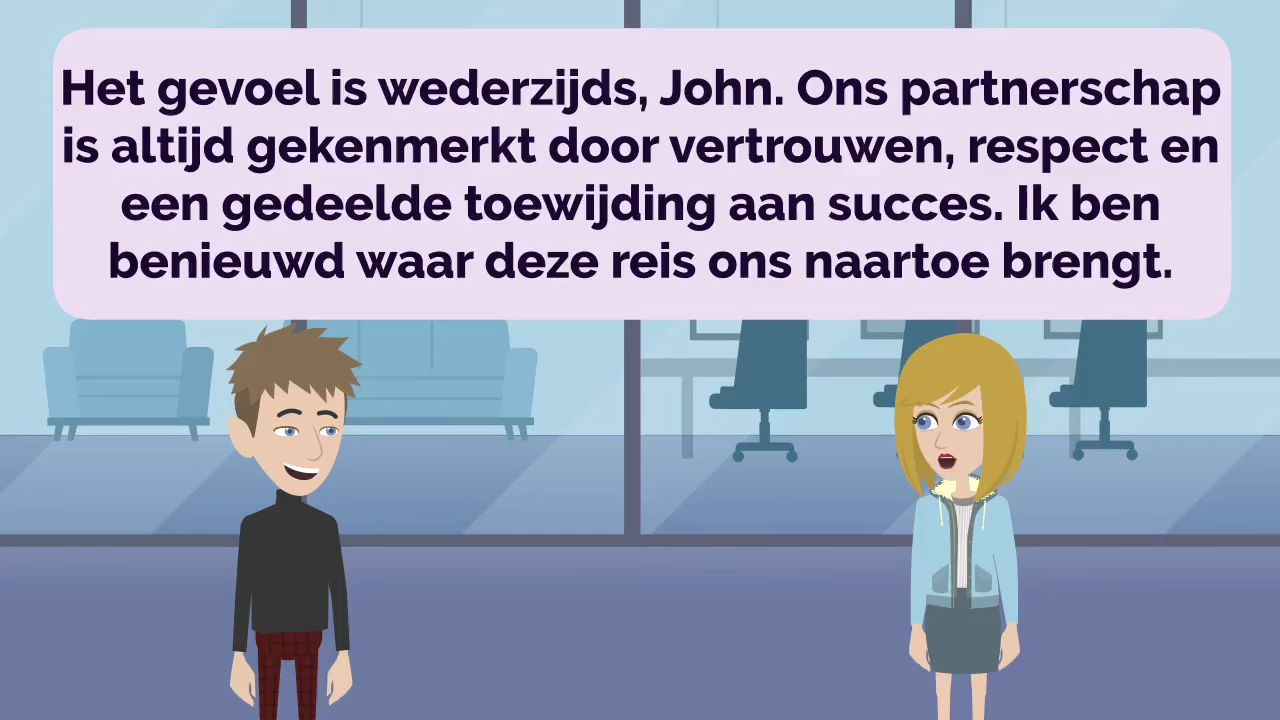 Het gevoel is wederzijds, John. Ons partnerschap
is altijd gekenmerkt door vertrouwen, respect en
een gedeelde toewijding aan succes. Ik ben
benieuwd waar deze reis ons naartoe brengt.